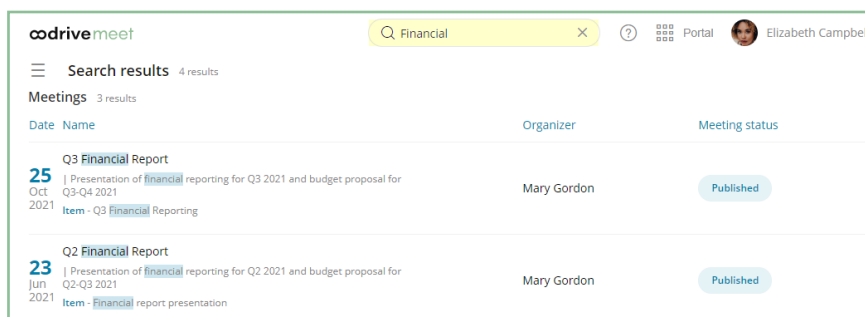 oodrive meet
Financial
Portal
Elizabeth Campbel
Search results 4 results
Meetings 3 results
Date Name Organizer Meeting status
Q3 Financial Report
25 Oct 2021
| Presentation of financial reporting for Q3 2021 and budget proposal for
Q3-Q4 2021
Item - Q3 Financial Reporting
Mary Gordon
Published
Q2 Financial Report
23 Jun 2021
| Presentation of financial reporting for Q2 2021 and budget proposal for
Q2-Q3 2021
Item - Financial report presentation
Mary Gordon
Published